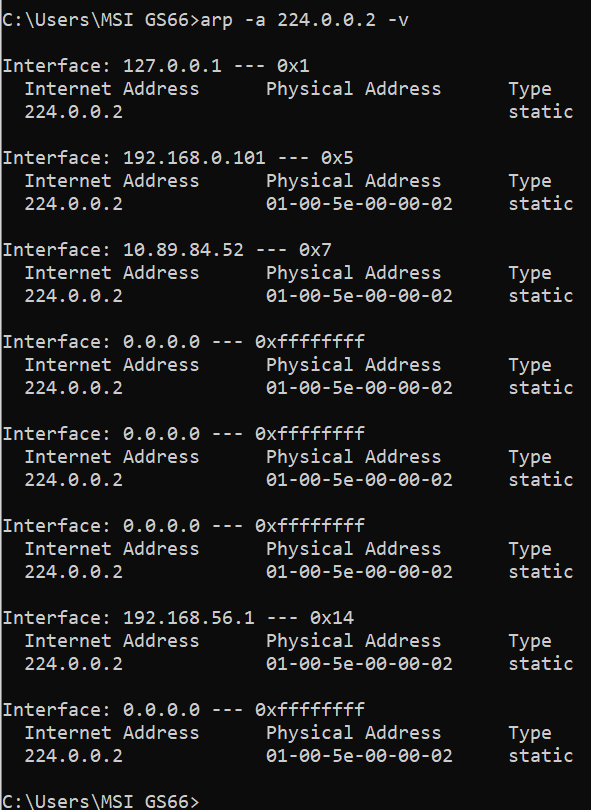 C:\Users\MSI GS66>arp -a 224.0.0.2 -v
Interface: 127.0.0.1 --- 0x1
Internet Address Physical Address Type
224.0.0.2 static
Interface: 192.168.0.101 --- 0x5
Internet Address Physical Address Type
224.0.0.2 01-00-5e-00-00-02 static
Interface: 10.89.84.52 --- 0x7
Internet Address Physical Address Type
224.0.0.2 01-00-5e-00-00-02 static
Interface: 0.0.0.0 --- 0xffffffff
Internet Address Physical Address Type
224.0.0.2 01-00-5e-00-00-02 static
Interface: 0.0.0.0 --- 0xffffffff
Internet Address Physical Address Type
224.0.0.2 01-00-5e-00-00-02 static
Interface: 0.0.0.0 --- 0xffffffff
Internet Address Physical Address Type
224.0.0.2 01-00-5e-00-00-02 static
Interface: 192.168.56.1 --- 0x14
Internet Address Physical Address Type
224.0.0.2 01-00-5e-00-00-02 static
Interface: 0.0.0.0 --- 0xffffffff
Internet Address Physical Address Type
224.0.0.2 01-00-5e-00-00-02 static
C:\Users\MSI GS66>